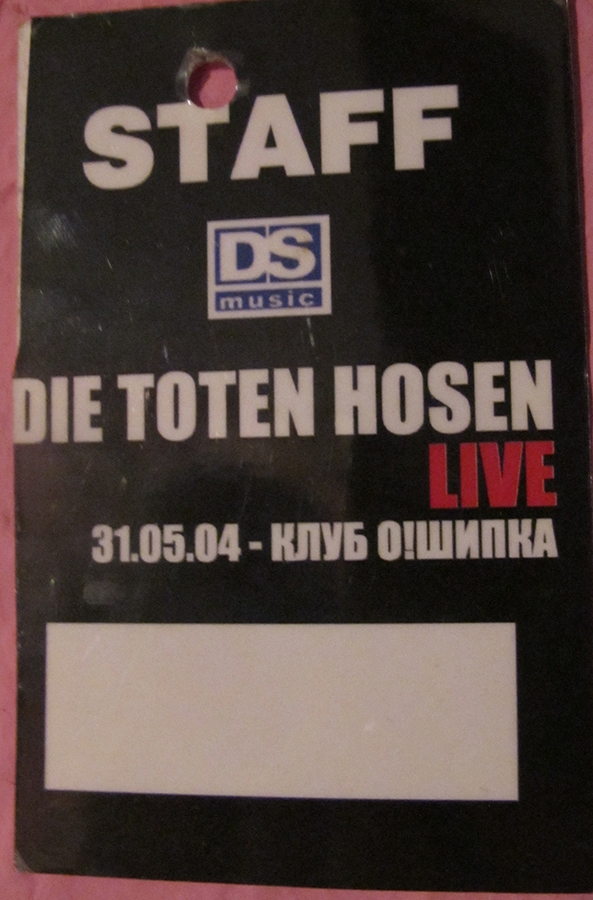 STAFF
DS
music
DIE TOTEN HOSEN
LIVE
31.05.04 - КЛУБ О!ШИПКА